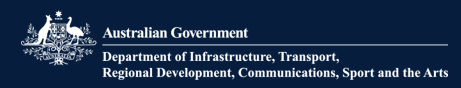 Australian Government
Department of Infrastructure, Transport,
Regional Development, Communications, Sport and the Arts